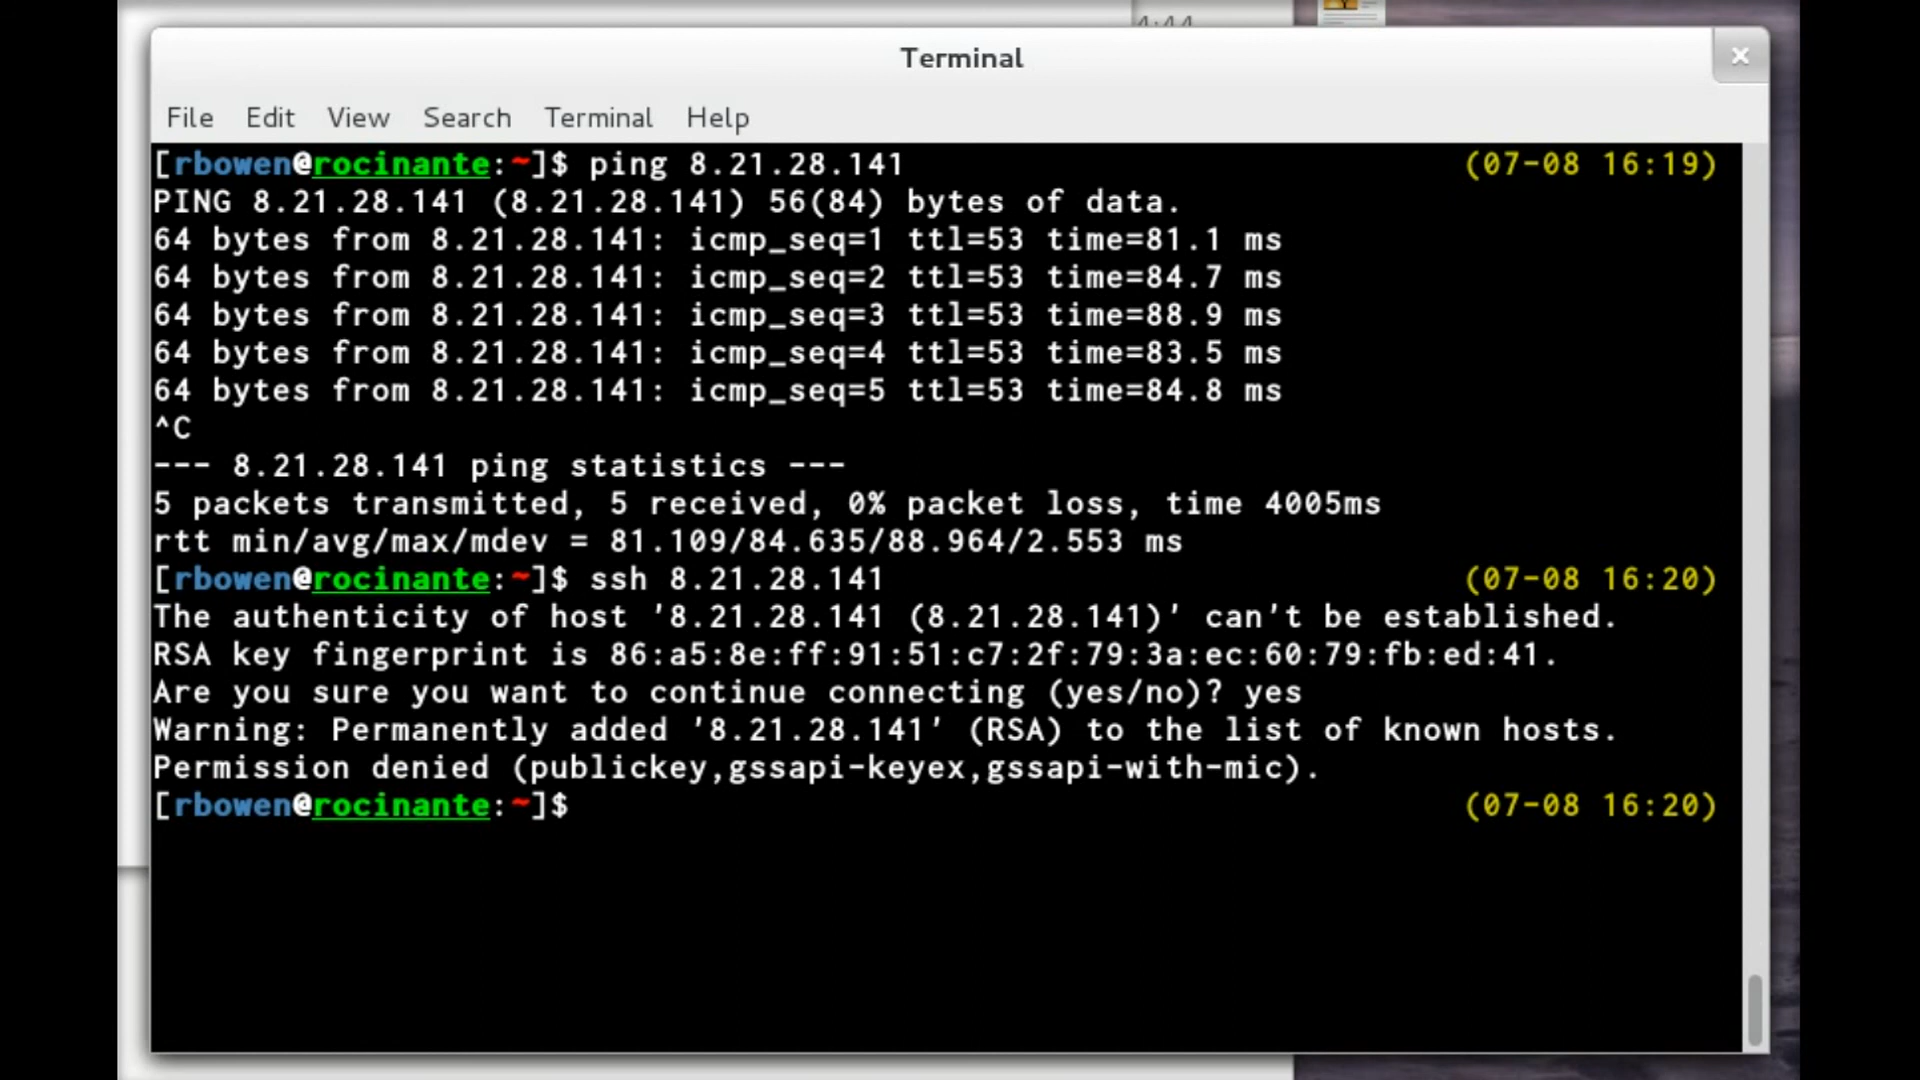 4:44
Terminal
File Edit View Search Terminal Help
[rbowen@rocinante:~]$ ping 8.21.28.141 (07-08 16:19)
PING 8.21.28.141 (8.21.28.141) 56(84) bytes of data.
64 bytes from 8.21.28.141: icmp_seq=1 ttl=53 time=81.1 ms
64 bytes from 8.21.28.141: icmp_seq=2 ttl=53 time=84.7 ms
64 bytes from 8.21.28.141: icmp_seq=3 ttl=53 time=88.9 ms
64 bytes from 8.21.28.141: icmp_seq=4 ttl=53 time=83.5 ms
64 bytes from 8.21.28.141: icmp_seq=5 ttl=53 time=84.8 ms
^C
--- 8.21.28.141 ping statistics ---
5 packets transmitted, 5 received, 0% packet loss, time 4005ms
rtt min/avg/max/mdev = 81.109/84.635/88.964/2.553 ms
[rbowen@rocinante:~]$ ssh 8.21.28.141 (07-08 16:20)
The authenticity of host '8.21.28.141 (8.21.28.141)' can't be established.
RSA key fingerprint is 86:a5:8e:ff:91:51:c7:2f:79:3a:ec:60:79:fb:ed:41.
Are you sure you want to continue connecting (yes/no)? yes
Warning: Permanently added '8.21.28.141' (RSA) to the list of known hosts.
Permission denied (publickey,gssapi-keyex,gssapi-with-mic).
[rbowen@rocinante:~]$ (07-08 16:20)